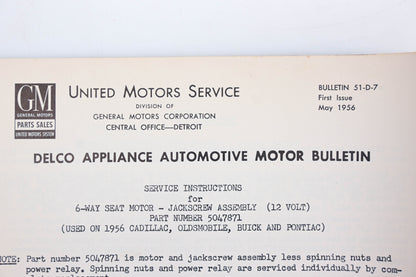 GM
GENERAL MOTORS
PARTS SALES
UNITED MOTORS SYSTEM
UNITED MOTORS SERVICE
DIVISION OF
GENERAL MOTORS CORPORATION
CENTRAL OFFICE—DETROIT
BULLETIN 51-D-7
First Issue
May 1956
DELCO APPLIANCE AUTOMOTIVE MOTOR BULLETIN
SERVICE INSTRUCTIONS
for
6-WAY SEAT MOTOR - JACKSCREW ASSEMBLY (12 VOLT)
PART NUMBER 5047871
(USED ON 1956 CADILLAC, OLDSMOBILE, BUICK AND PONTIAC)
NOTE: Part number 5047871 is motor and jackscrew assembly less spinning nuts and
power relay. Spinning nuts and power relay are serviced individually by com-